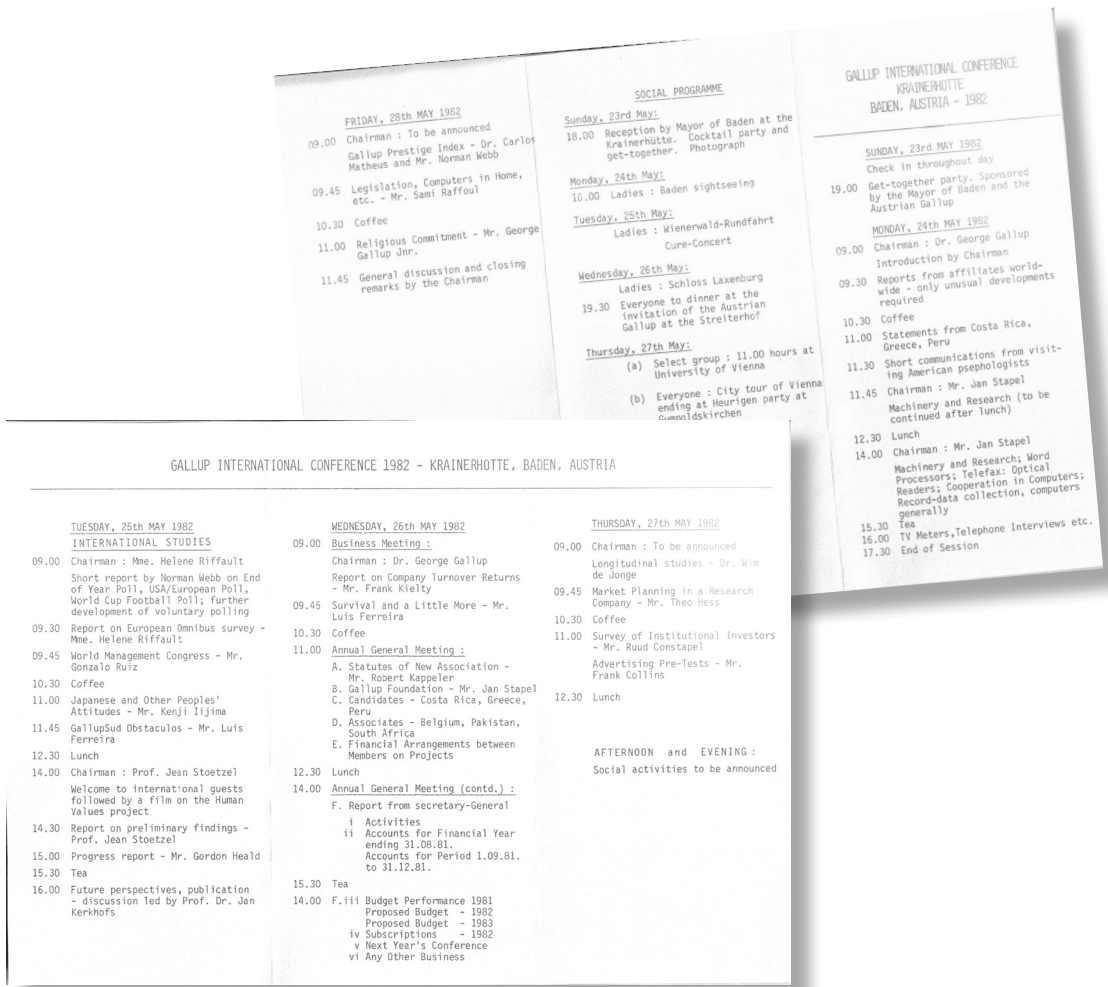 FRIDAY, 28th MAY 1982
09.00 Chairman : To be announced
Gallup Prestige Index - Dr. Carlos
Matheus and Mr. Norman Webb
09.45 Legislation, Computers in Home,
etc. - Mr. Sami Raffoul
10.30 Coffee
11.00 Religious Commitment - Mr. George
Gallup Jnr.
11.45 General discussion and closing
remarks by the Chairman
SOCIAL PROGRAMME
Sunday, 23rd May:
18.00 Reception by Mayor of Baden at the
Krainerhütte. Cocktail party and
get-together. Photograph
Monday, 24th May:
16.00 Ladies : Baden sightseeing
Tuesday, 25th May:
Ladies : Wienerwald-Rundfahrt
Cure-Concert
Wednesday, 26th May:
Ladies : Schloss Laxenburg
19.30 Everyone to dinner at the
invitation of the Austrian
Gallup at the Streiterhof
Thursday, 27th May:
(a) Select group : 11.00 hours at
University of Vienna
(b) Everyone : City tour of Vienna
ending at Heurigen party at
Gumpoldskirchen
GALLUP INTERNATIONAL CONFERENCE
KRAINERHOTTE
BADEN, AUSTRIA - 1982
SUNDAY, 23rd MAY 1982
Check in throughout day
19.00 Get-together party. Sponsored
by the Mayor of Baden and the
Austrian Gallup
MONDAY, 24th MAY 1982
09.00 Chairman : Dr. George Gallup
Introduction by Chairman
09.30 Reports from affiliates world-
wide - only unusual developments
required
10.30 Coffee
11.00 Statements from Costa Rica,
Greece, Peru
11.30 Short communications from visit-
ing American psephologists
11.45 Chairman : Mr. Jan Stapel
Machinery and Research (to be
continued after lunch)
12.30 Lunch
14.00 Chairman : Mr. Jan Stapel
Machinery and Research; Word
Processors; Telefax: Optical
Readers; Cooperation in Computers;
Record-data collection, computers
generally
15.30 Tea
16.00 TV Meters,Telephone Interviews etc.
17.30 End of Session
GALLUP INTERNATIONAL CONFERENCE 1982 - KRAINERHOTTE, BADEN, AUSTRIA
TUESDAY, 25th MAY 1982
INTERNATIONAL STUDIES
09.00 Chairman : Mme. Helene Riffault
Short report by Norman Webb on End
of Year Poll, USA/European Poll,
World Cup Football Poll; further
development of voluntary polling
09.30 Report on European Omnibus survey -
Mme. Helene Riffault
09.45 World Management Congress - Mr.
Gonzalo Ruiz
10.30 Coffee
11.00 Japanese and Other Peoples'
Attitudes - Mr. Kenji Iijima
11.45 GallupSud Obstaculos - Mr. Luis
Ferreira
12.30 Lunch
14.00 Chairman : Prof. Jean Stoetzel
Welcome to international guests
followed by a film on the Human
Values project
14.30 Report on preliminary findings -
Prof. Jean Stoetzel
15.00 Progress report - Mr. Gordon Heald
15.30 Tea
16.00 Future perspectives, publication
- discussion led by Prof. Dr. Jan
Kerkhofs
WEDNESDAY, 26th MAY 1982
09.00 Business Meeting :
Chairman : Dr. George Gallup
Report on Company Turnover Returns
- Mr. Frank Kielty
09.45 Survival and a Little More - Mr.
Luis Ferreira
10.30 Coffee
11.00 Annual General Meeting :
A. Statutes of New Association -
Mr. Robert Kappeler
B. Gallup Foundation - Mr. Jan Stapel
C. Candidates - Costa Rica, Greece,
Peru
D. Associates - Belgium, Pakistan,
South Africa
E. Financial Arrangements between
Members on Projects
12.30 Lunch
14.00 Annual General Meeting (contd.) :
F. Report from secretary-General
i Activities
ii Accounts for Financial Year
ending 31.08.81.
Accounts for Period 1.09.81.
to 31.12.81.
15.30 Tea
14.00 F.iii Budget Performance 1981
Proposed Budget - 1982
Proposed Budget - 1983
iv Subscriptions - 1982
v Next Year's Conference
vi Any Other Business
THURSDAY, 27th MAY 1982
09.00 Chairman : To be announced
Longitudinal studies - Dr. Wim
de Jonge
09.45 Market Planning in a Research
Company - Mr. Theo Hess
10.30 Coffee
11.00 Survey of Institutional Investors
- Mr. Ruud Constapel
Advertising Pre-Tests - Mr.
Frank Collins
12.30 Lunch
AFTERNOON and EVENING :
Social activities to be announced